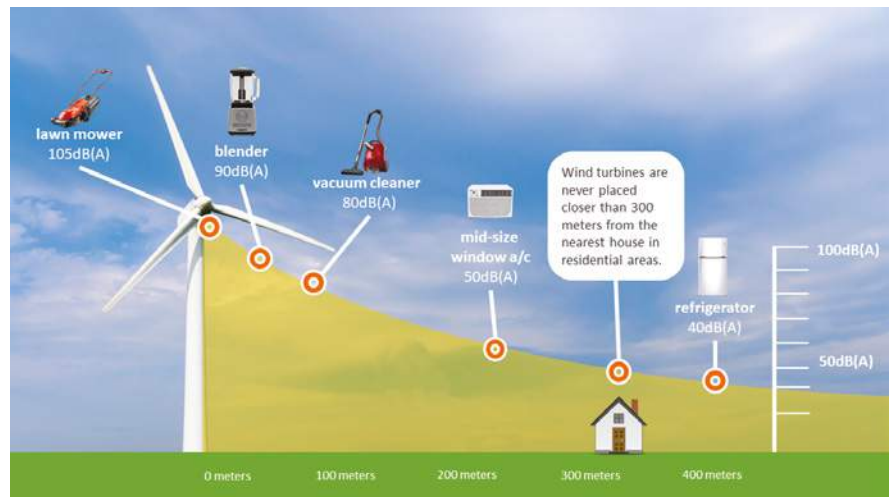 lawn mower
105dB(A)
blender
90dB(A)
vacuum cleaner
80dB(A)
mid-size
window a/c
50dB(A)
Wind turbines are
never placed
closer than 300
meters from the
nearest house in
residential areas.
refrigerator
40dB(A)
100dB(A)
50dB(A)
0 meters
100 meters
200 meters
300 meters
400 meters